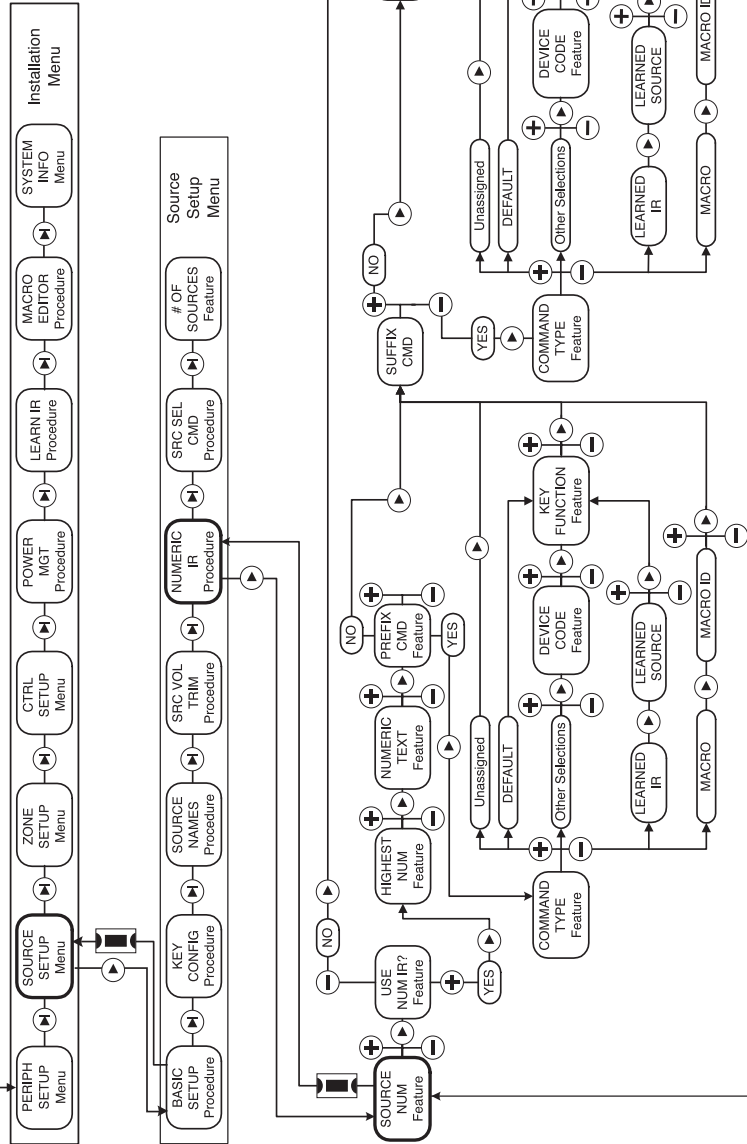 Installation
Menu
PERIPH
SETUP
Menu
SOURCE
SETUP
Menu
ZONE
SETUP
Menu
CTRL
SETUP
Menu
POWER
MGT
Procedure
LEARN IR
Procedure
MACRO
EDITOR
Procedure
SYSTEM
INFO
Menu
Source
Setup
Menu
BASIC
SETUP
Procedure
KEY
CONFIG
Procedure
SOURCE
NAMES
Procedure
SRC VOL
TRIM
Procedure
NUMERIC
IR
Procedure
SRC SEL
CMD
Procedure
# OF
SOURCES
Feature
SOURCE
NUM
Feature
USE
NUM IR?
Feature
NO
YES
HIGHEST
NUM
Feature
NUMERIC
TEXT
Feature
PREFIX
CMD
Feature
NO
YES
COMMAND
TYPE
Feature
Unassigned
DEFAULT
Other Selections
DEVICE
CODE
Feature
KEY
FUNCTION
Feature
LEARNED
IR
LEARNED
SOURCE
MACRO
MACRO ID
SUFFIX
CMD
NO
YES
COMMAND
TYPE
Feature
Unassigned
DEFAULT
Other Selections
DEVICE
CODE
Feature
LEARNED
IR
LEARNED
SOURCE
MACRO
MACRO ID